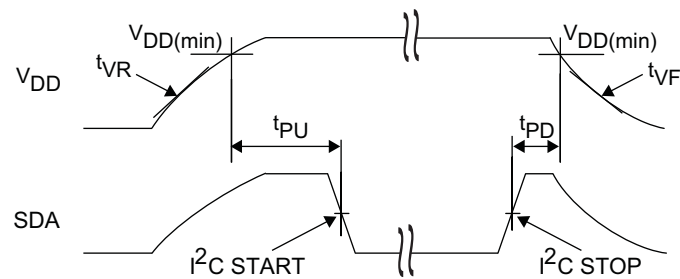 VDD(min)
VDD(min)
tVR
tVF
VDD
tPU
tPD
SDA
I2C START
I2C STOP